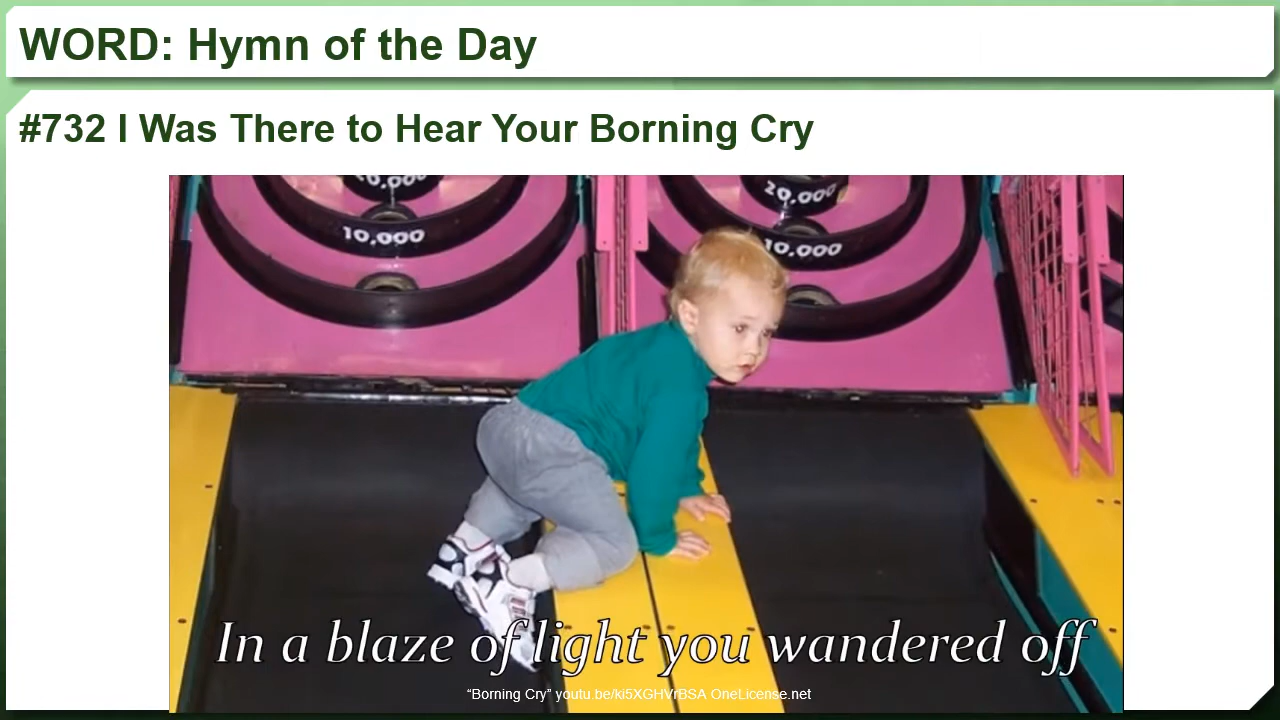 WORD: Hymn of the Day
#732 I Was There to Hear Your Borning Cry
0,000
20,000
10,000
10,000
In a blaze of light you wandered off
“Borning Cry” youtu.be/ki5XGHVrBSA OneLicense.net